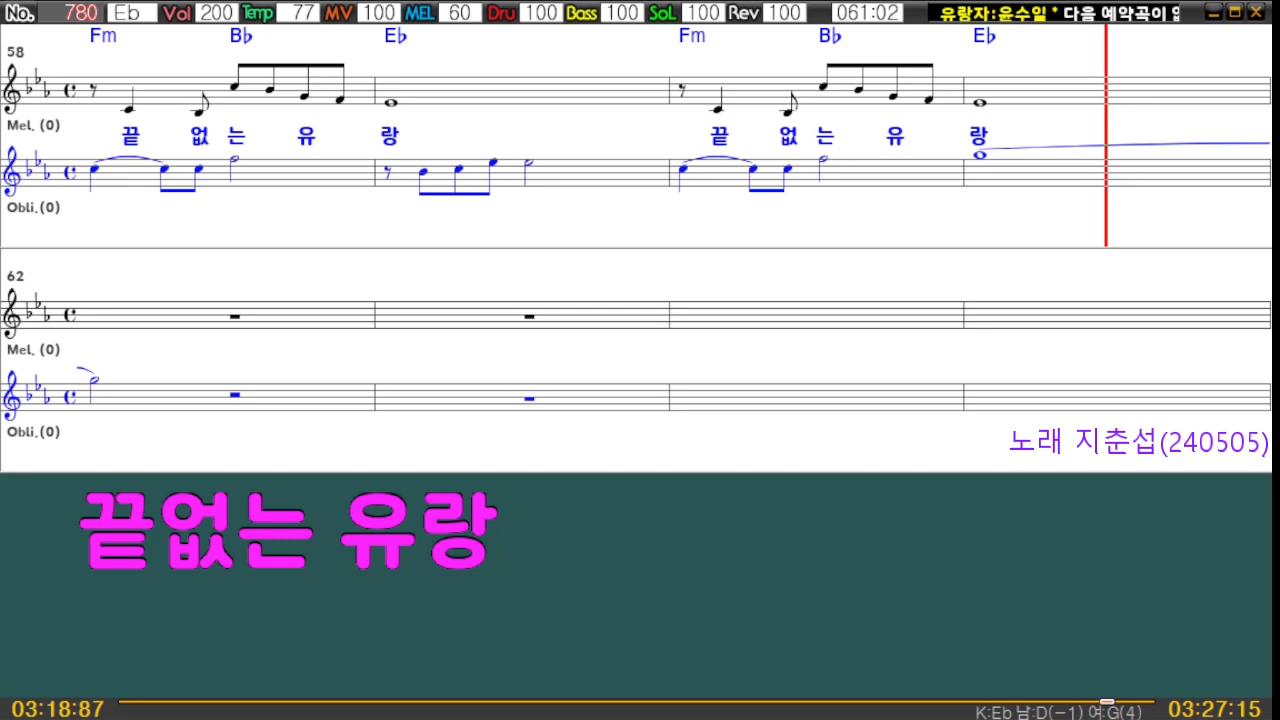 No. 780 Eb Vol 200 Temp 77 MV 100 MEL 60 Dru 100 Bass 100 SoL 100 Rev 100 061:02 유랑자:윤수일 * 다음 예약곡이
Fm B♭ E♭ Fm B♭ E♭
58
Mel. (0)
끝 없 는 유 랑 끝 없 는 유 랑
Obli.(0)
62
Mel. (0)
Obli.(0)
노래 지춘섭(240505)
끝없는 유랑
03:18:87 K:Eb 남:D(-1) 여:G(4) 03:27:15